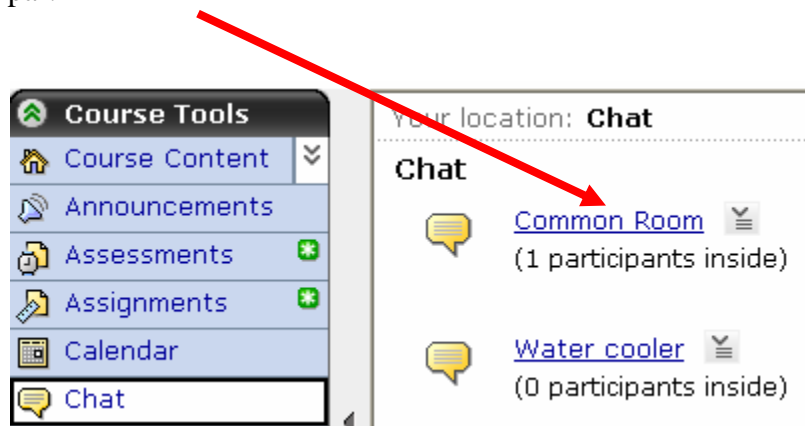 Course Tools
Course Content
Announcements
Assessments
Assignments
Calendar
Chat
Your location: Chat
Chat
Common Room
(1 participants inside)
Water cooler
(0 participants inside)